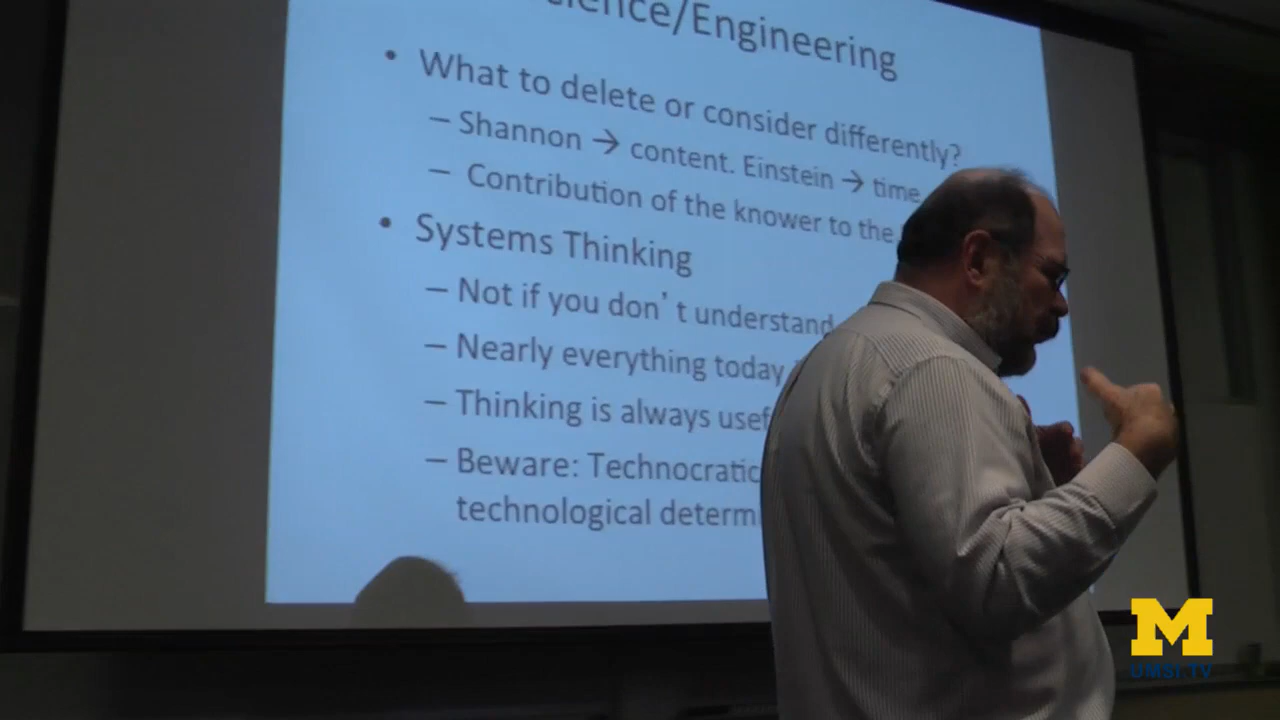 ience/Engineering
• What to delete or consider differently?
– Shannon → content. Einstein → time
– Contribution of the knower to the
• Systems Thinking
– Not if you don't understand
– Nearly everything today
– Thinking is always usef
– Beware: Technocratic
technological determ
M
UMSI.TV